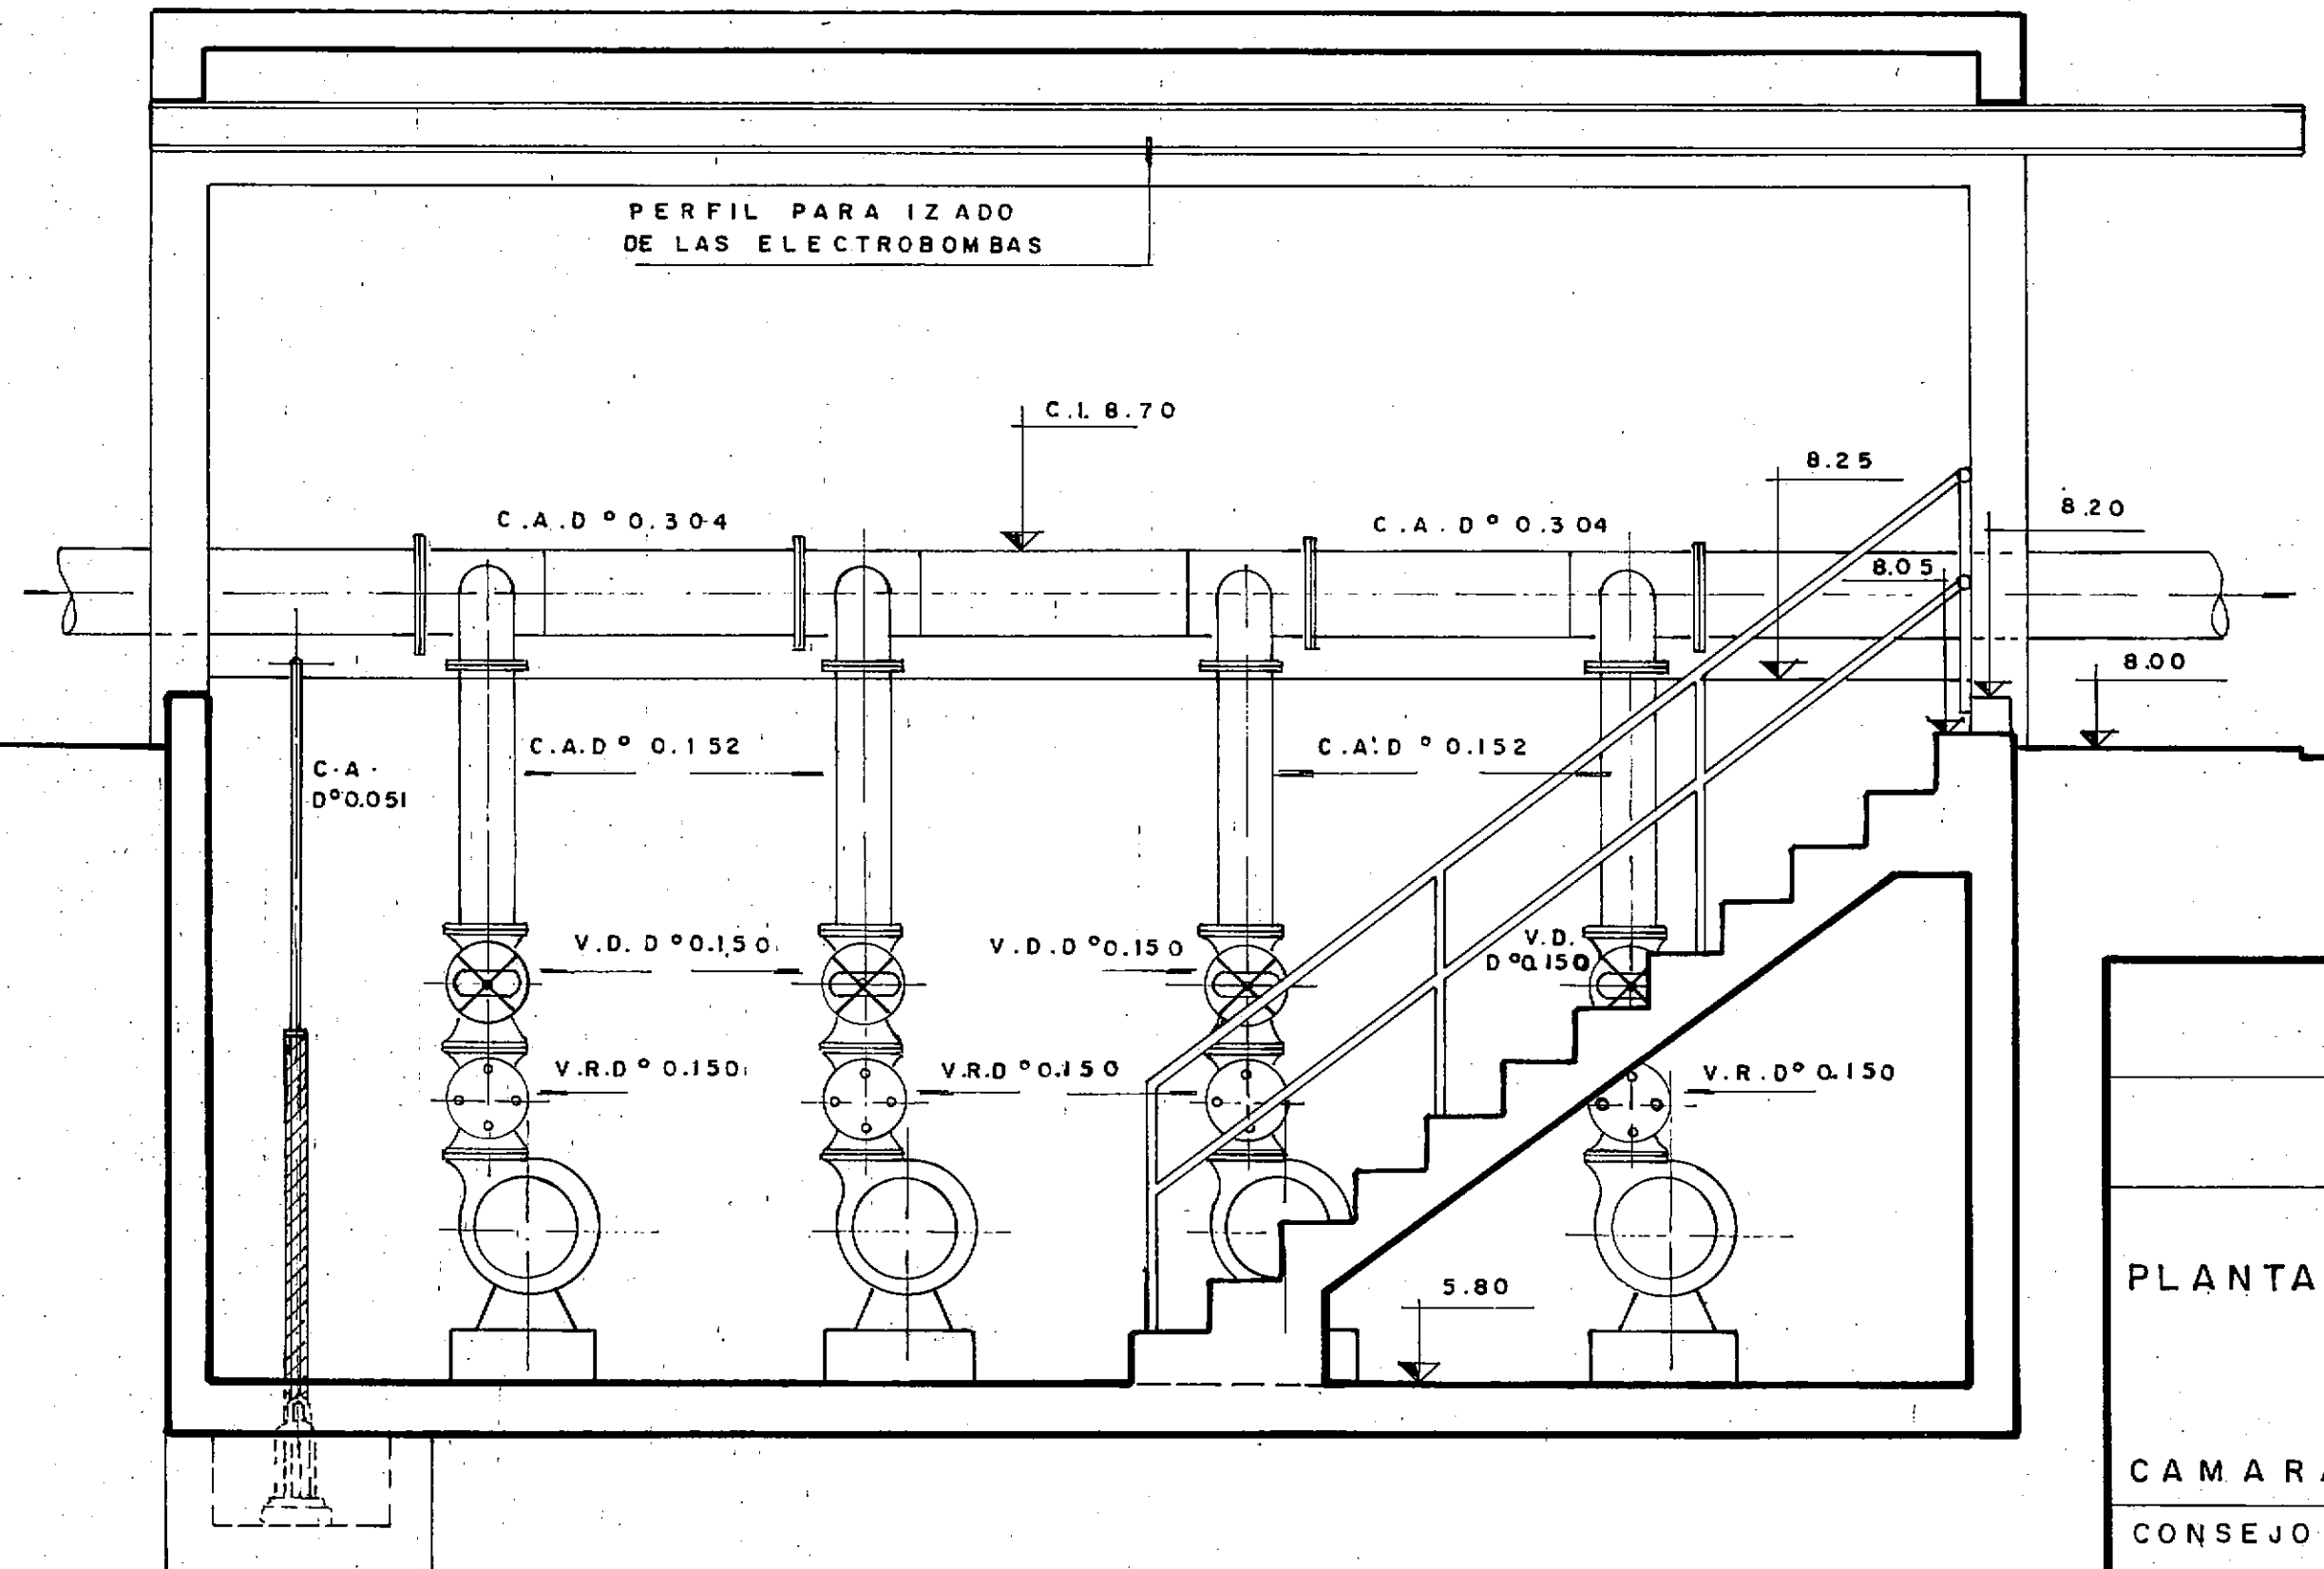 PERFIL PARA IZADO
DE LAS ELECTROBOMBAS
C.I. 8.70
8.25
8.20
C.A.D° 0.304
C.A.D° 0.304
8.05
8.00
C.A.D° 0.152
C.A.D° 0.152
C.A.
D°0.051
V.D. D°0.150
V.D.D°0.150
V.D.
D°0.150
V.R.D° 0.150
V.R.D°0.150
V.R.D° 0.150
5.80
PLANTA
CAMARA
CONSEJO